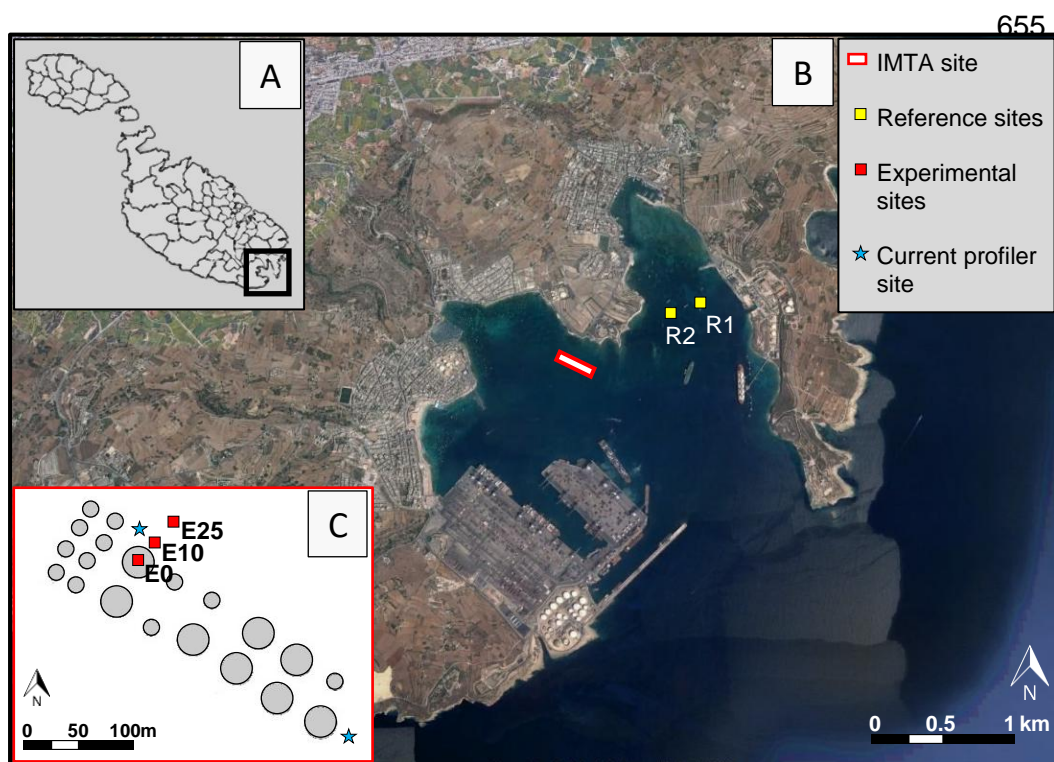 655
A
B
IMTA site
Reference sites
Experimental
sites
Current profiler
site
R1
R2
C
E25
E10
E0
N
0 50 100m
N
0 0.5 1 km